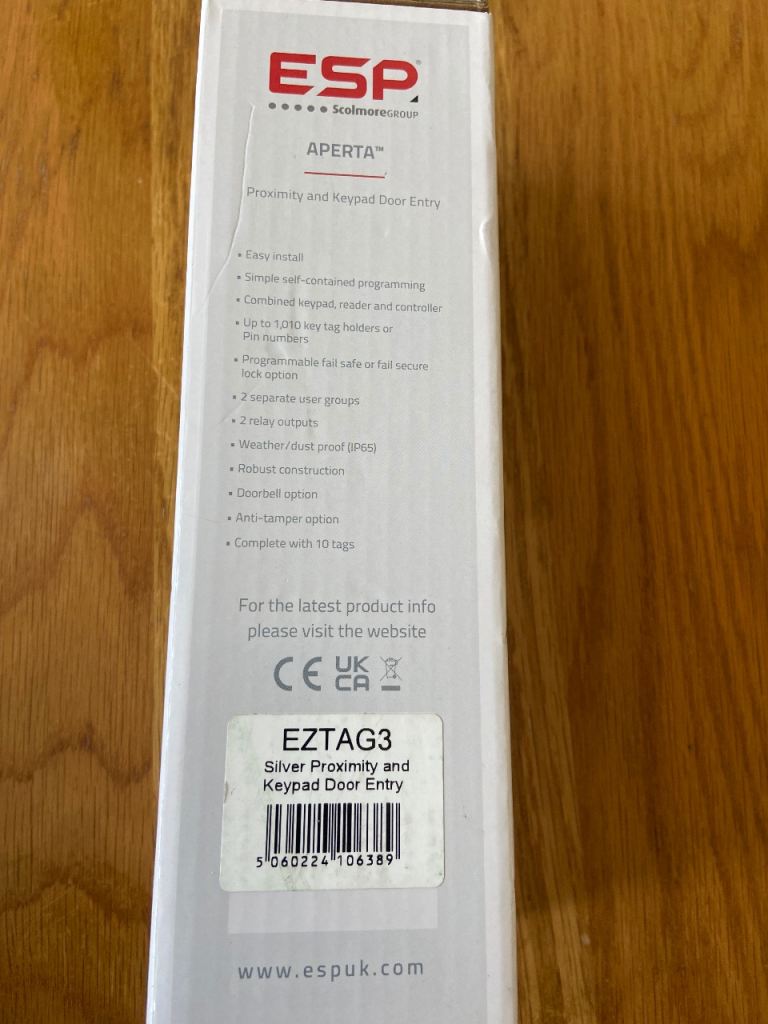 ESP®
ScolmoreGROUP
APERTA™
Proximity and Keypad Door Entry
▪ Easy install
▪ Simple self-contained programming
▪ Combined keypad, reader and controller
▪ Up to 1,010 key tag holders or
Pin numbers
▪ Programmable fail safe or fail secure
lock option
▪ 2 separate user groups
▪ 2 relay outputs
▪ Weather/dust proof (IP65)
▪ Robust construction
▪ Doorbell option
▪ Anti-tamper option
▪ Complete with 10 tags
For the latest product info
please visit the website
CE UK
CA
EZTAG3
Silver Proximity and
Keypad Door Entry
5 060224 106389
www.espuk.com